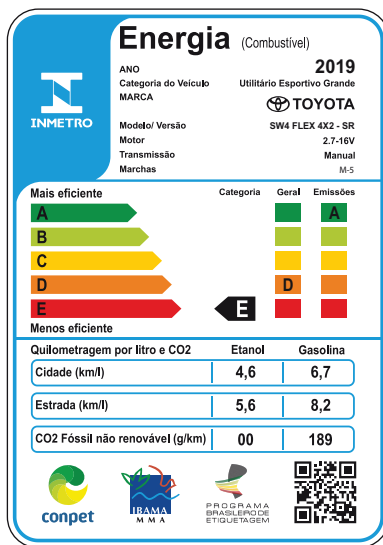 Energia (Combustível)
ANO 2019
Categoria do Veículo Utilitário Esportivo Grande
MARCA TOYOTA
INMETRO
Modelo/ Versão SW4 FLEX 4X2 - SR
Motor 2.7-16V
Transmissão Manual
Marchas M-5
Mais eficiente Categoria Geral Emissões
A A
B
C
D D
E E
Menos eficiente
Quilometragem por litro e CO2 Etanol Gasolina
Cidade (km/l) 4,6 6,7
Estrada (km/l) 5,6 8,2
CO2 Fóssil não renovável (g/km) 00 189
conpet
IBAMA
M M A
PROGRAMA
BRASILEIRO DE
ETIQUETAGEM